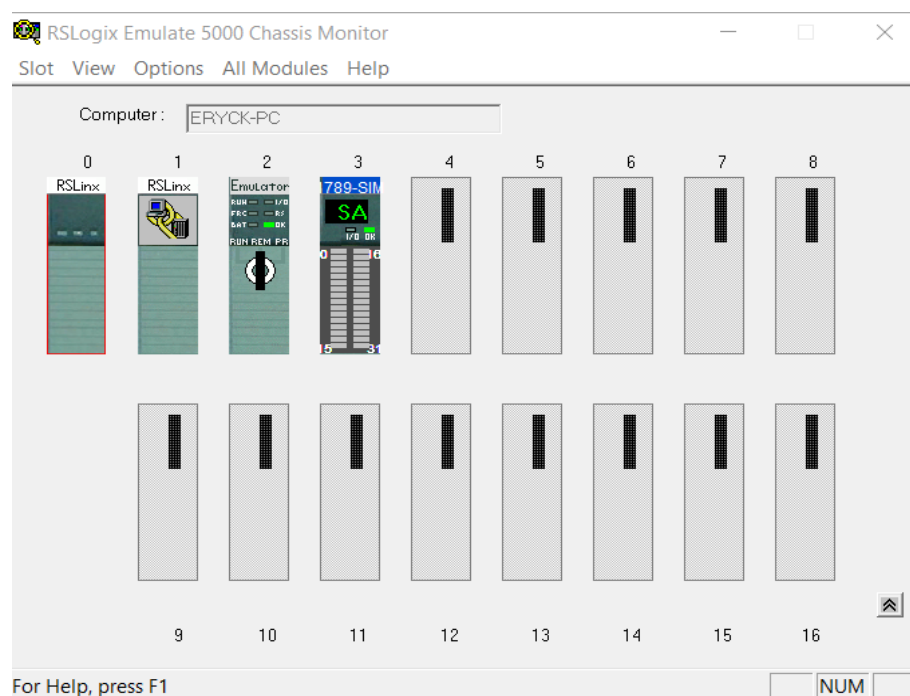 RSLogix Emulate 5000 Chassis Monitor
Slot View Options All Modules Help
Computer : ERYCK-PC
0 1 2 3 4 5 6 7 8
RSLinx RSLinx Emulator 1789-SIM
RUN I/O
FRC RS
BAT OK
RUN REM PR
SA
I/O OK
0 16
15 31
9 10 11 12 13 14 15 16
For Help, press F1 NUM